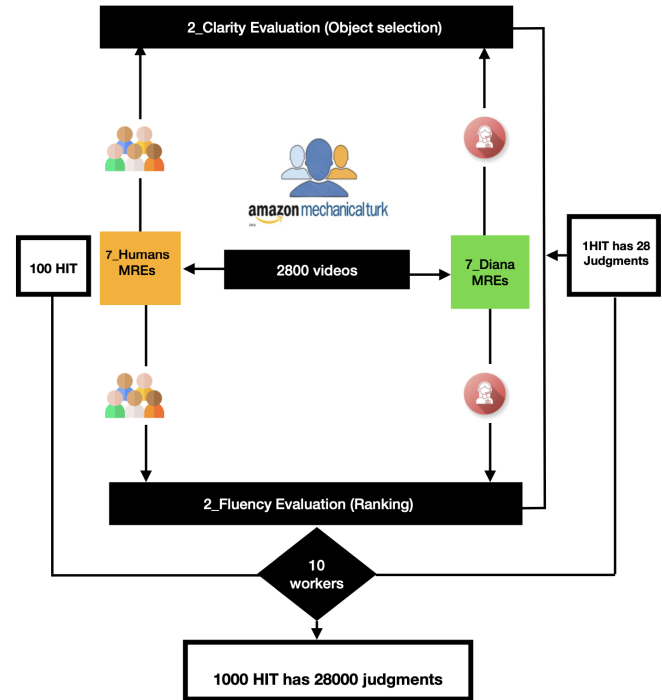 2_Clarity Evaluation (Object selection)
amazon mechanical turk
7_Humans
MREs
100 HIT
2800 videos
7_Diana
MREs
1HIT has 28
Judgments
2_Fluency Evaluation (Ranking)
10
workers
1000 HIT has 28000 judgments